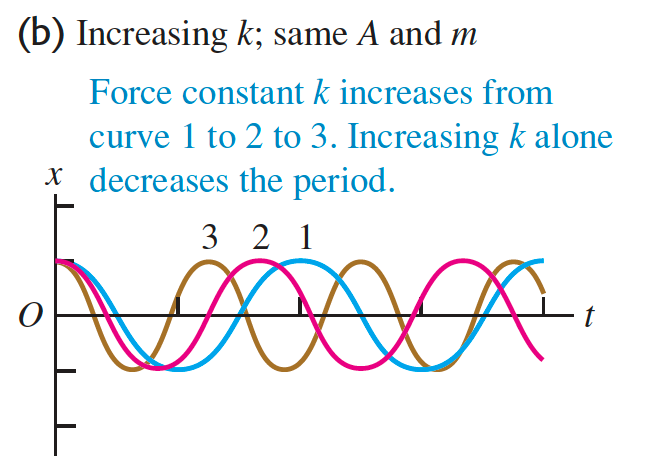 (b) Increasing k; same A and m
Force constant k increases from
curve 1 to 2 to 3. Increasing k alone
decreases the period.
x
3 2 1
O
t